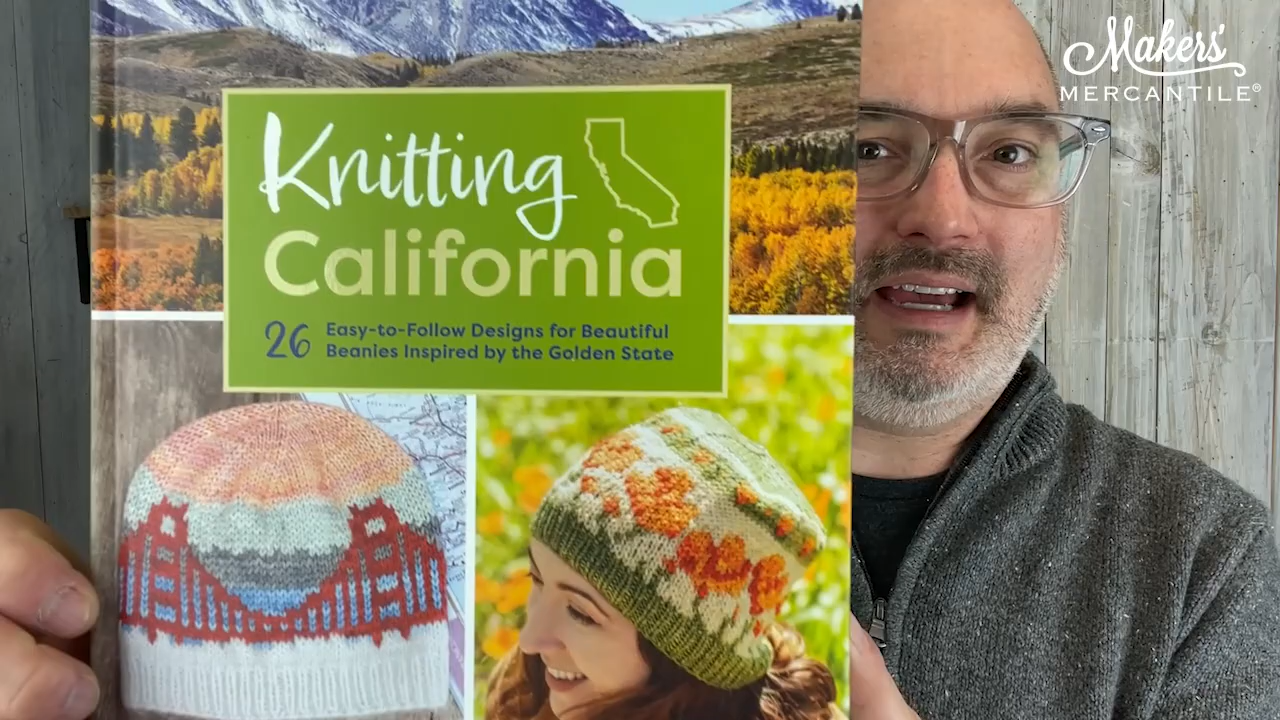 Makers'
MERCANTILE®
Knitting
California
26 Easy-to-Follow Designs for Beautiful
Beanies Inspired by the Golden State